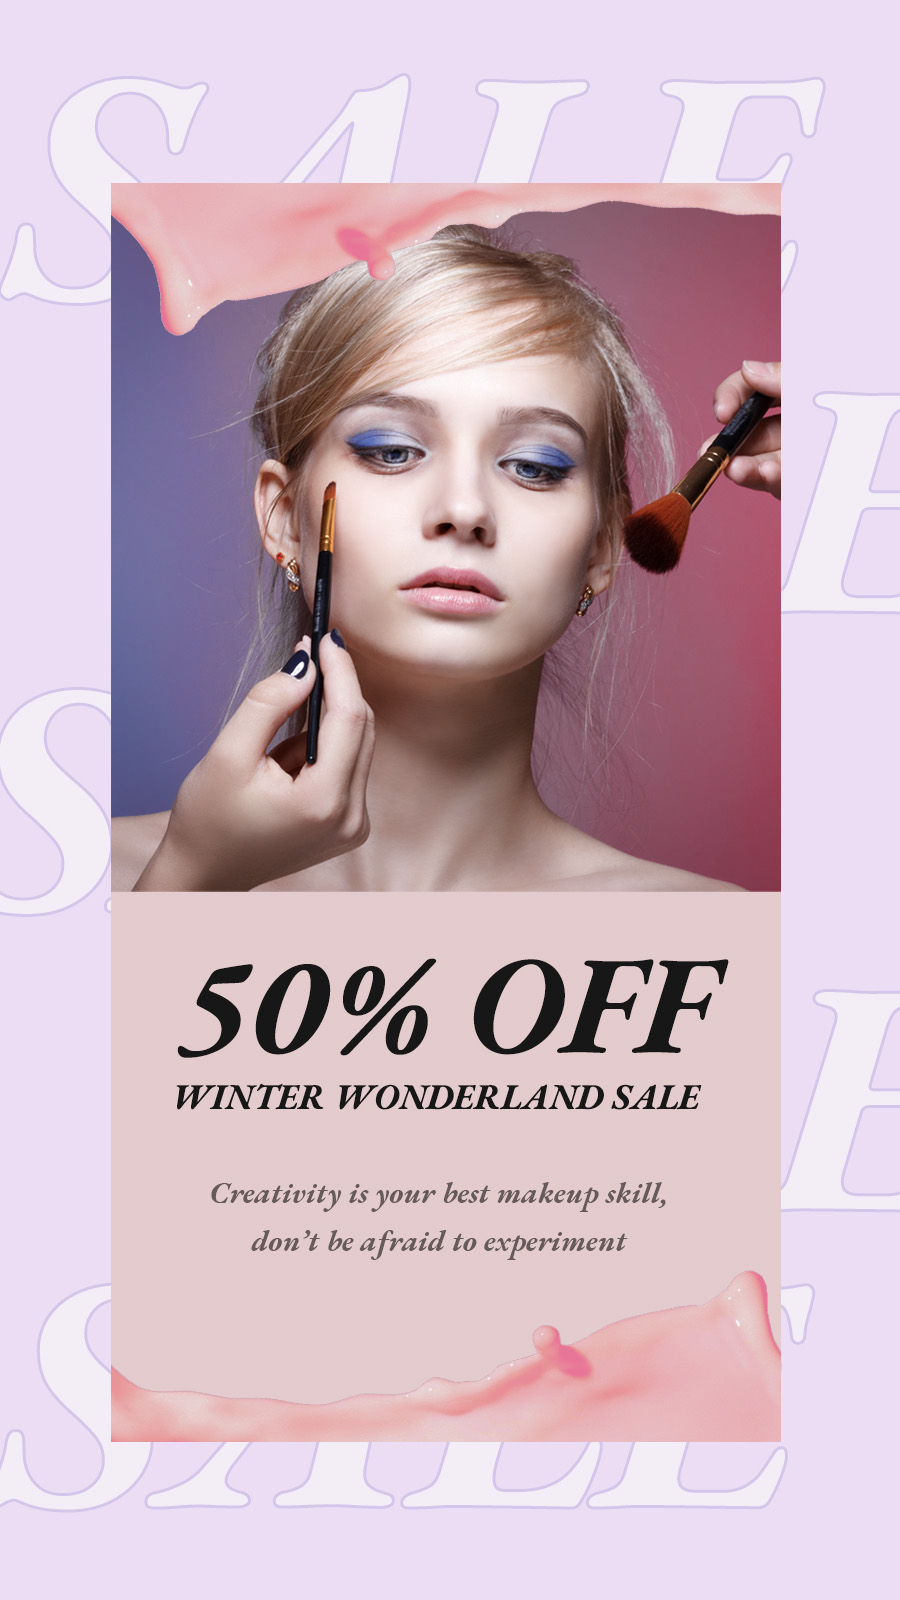 SALE
SALE
SALE
SALE
50% OFF
WINTER WONDERLAND SALE
Creativity is your best makeup skill,
don’t be afraid to experiment